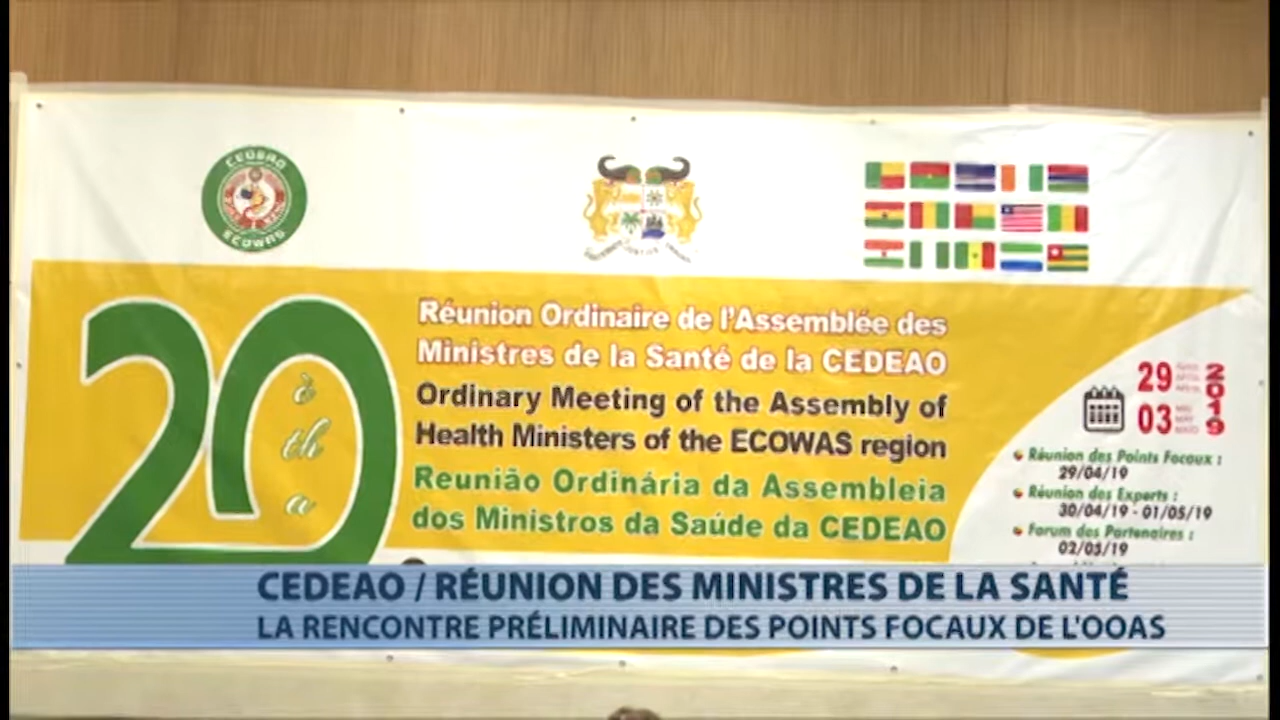 CEDEAO
ECOWAS
20
è
th
a
Réunion Ordinaire de l'Assemblée des
Ministres de la Santé de la CEDEAO
Ordinary Meeting of the Assembly of
Health Ministers of the ECOWAS region
Reunião Ordinária da Assembleia
dos Ministros da Saúde da CEDEAO
29
03
2019
Réunion des Points Focaux :
29/04/19
Réunion des Experts :
30/04/19 - 01/05/19
Forum des Partenaires :
02/05/19
CEDEAO / RÉUNION DES MINISTRES DE LA SANTÉ
LA RENCONTRE PRÉLIMINAIRE DES POINTS FOCAUX DE L'OOAS